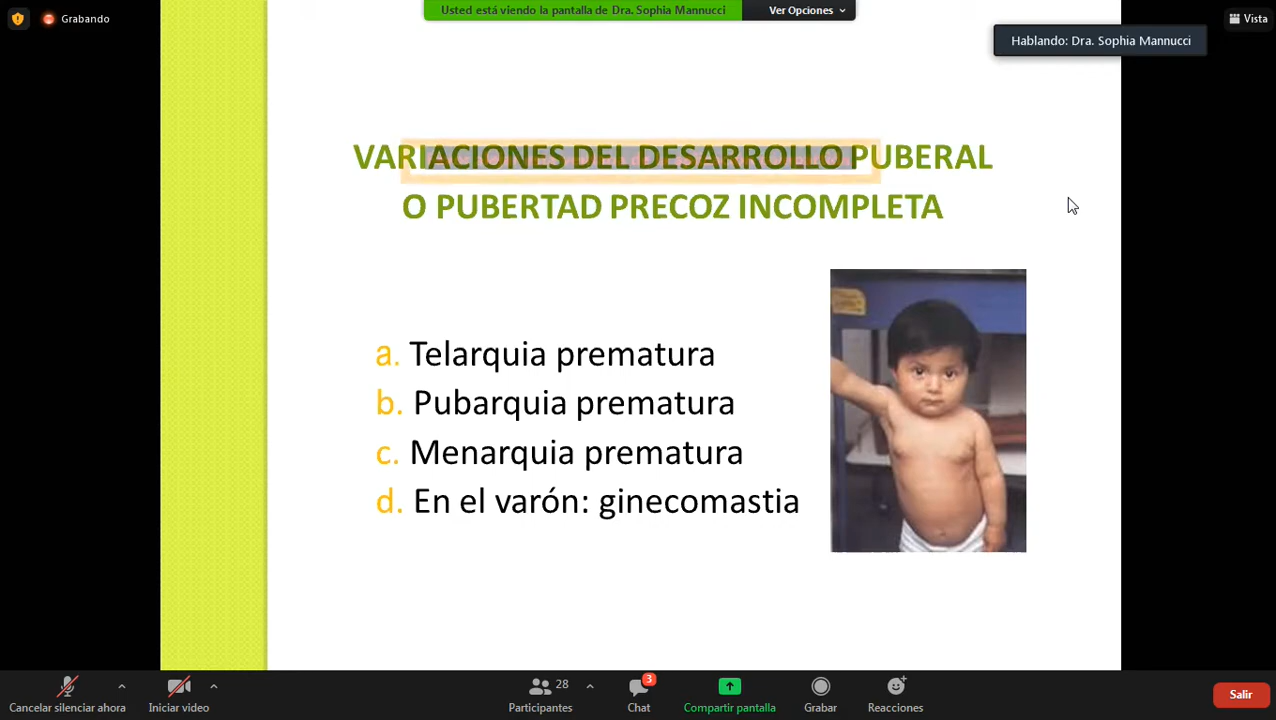 Usted está viendo la pantalla de Dra. Sophia Mannucci
Ver Opciones
Grabando
Vista
Hablando: Dra. Sophia Mannucci
VARIACIONES DEL DESARROLLO PUBERAL
O PUBERTAD PRECOZ INCOMPLETA
a. Telarquia prematura
b. Pubarquia prematura
c. Menarquia prematura
d. En el varón: ginecomastia
Cancelar silenciar ahora
Iniciar video
28
Participantes
3
Chat
Compartir pantalla
Grabar
Reacciones
Salir